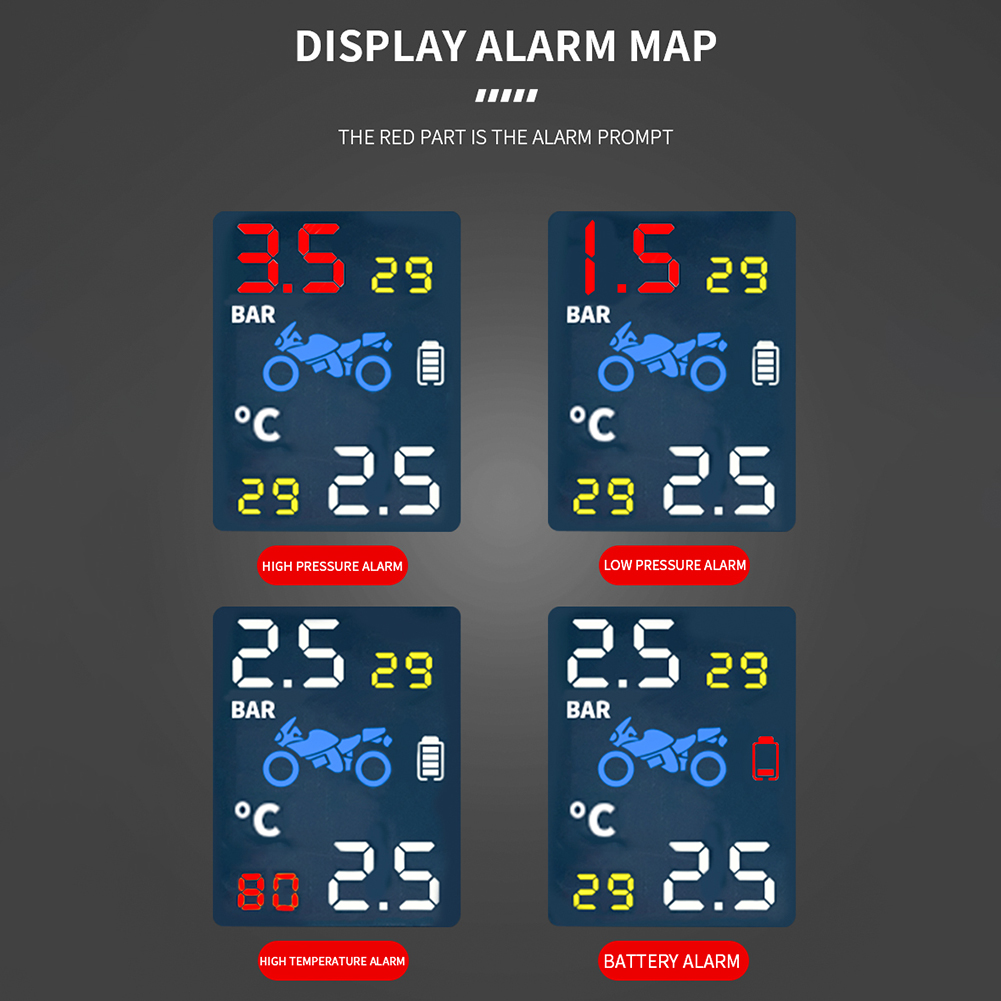 DISPLAY ALARM MAP
THE RED PART IS THE ALARM PROMPT
3.5 29
BAR
°C
29 2.5
HIGH PRESSURE ALARM
1.5 29
BAR
°C
29 2.5
LOW PRESSURE ALARM
2.5 29
BAR
°C
80 2.5
HIGH TEMPERATURE ALARM
2.5 29
BAR
°C
29 2.5
BATTERY ALARM